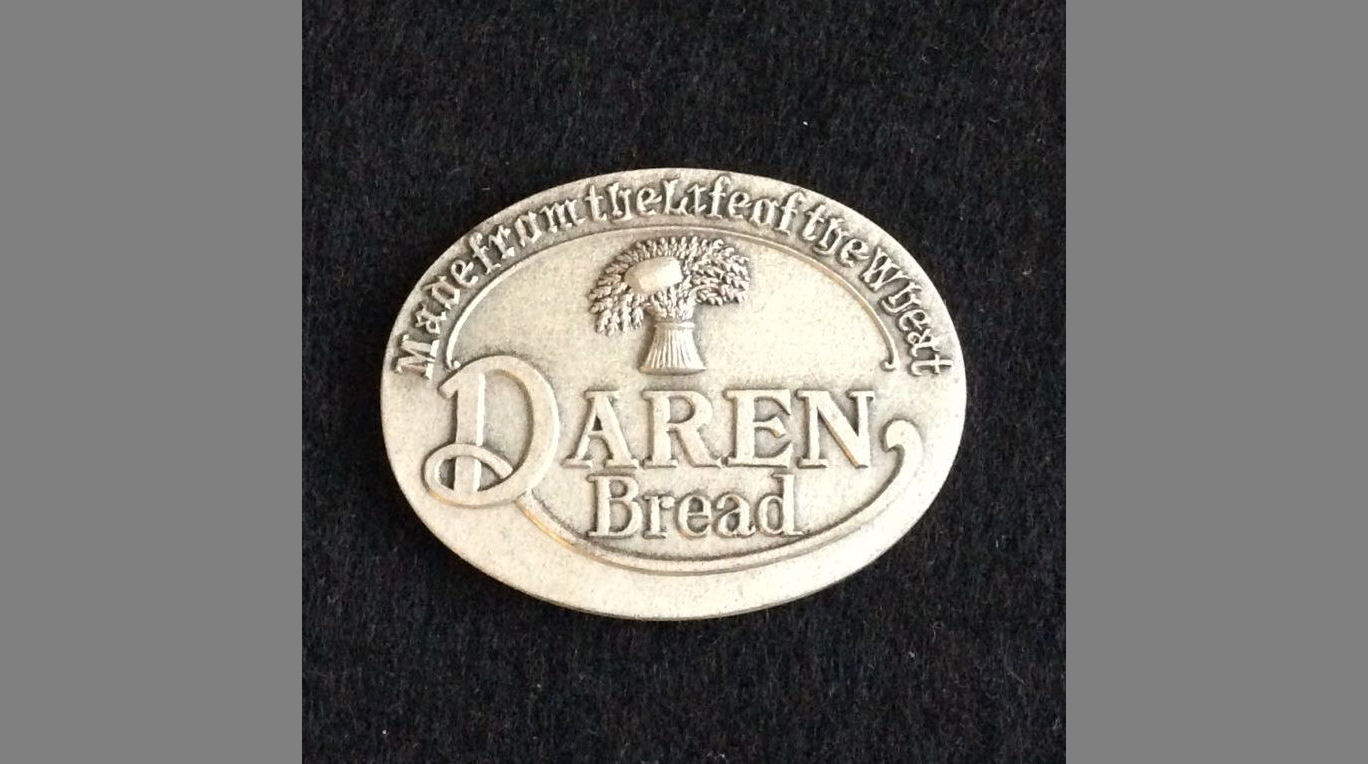 Made from the Life of the Wheat
DAREN
Bread